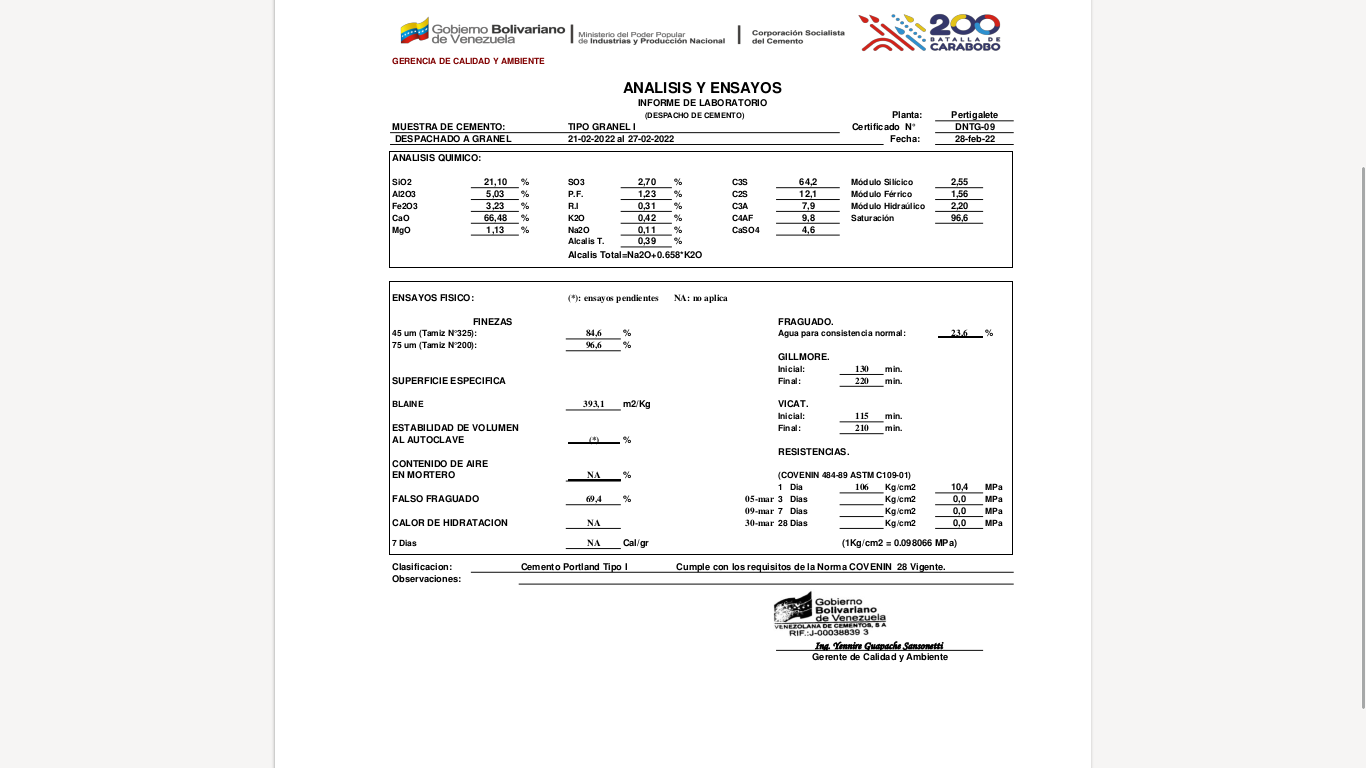 Gobierno Bolivariano de Venezuela
Ministerio del Poder Popular de Industrias y Producción Nacional
Corporación Socialista del Cemento
200 BATALLA DE CARABOBO
GERENCIA DE CALIDAD Y AMBIENTE
ANALISIS Y ENSAYOS
INFORME DE LABORATORIO
(DESPACHO DE CEMENTO) Planta: Pertigalete
MUESTRA DE CEMENTO: TIPO GRANEL I Certificado N° DNTG-09
DESPACHADO A GRANEL 21-02-2022 al 27-02-2022 Fecha: 28-feb-22
ANALISIS QUIMICO:
SiO2 21,10 % SO3 2,70 % C3S 64,2 Módulo Silícico 2,55
Al2O3 5,03 % P.F. 1,23 % C2S 12,1 Módulo Férrico 1,56
Fe2O3 3,23 % R.I 0,31 % C3A 7,9 Módulo Hidraúlico 2,20
CaO 66,48 % K2O 0,42 % C4AF 9,8 Saturación 96,6
MgO 1,13 % Na2O 0,11 % CaSO4 4,6
Alcalis T. 0,39 %
Alcalis Total=Na2O+0.658*K2O
ENSAYOS FISICO: (*): ensayos pendientes NA: no aplica
FINEZAS FRAGUADO.
45 um (Tamiz N°325): 84,6 % Agua para consistencia normal: 23,6 %
75 um (Tamiz N°200): 96,6 %
GILLMORE.
Inicial: 130 min.
SUPERFICIE ESPECIFICA Final: 220 min.
BLAINE 393,1 m2/Kg VICAT.
Inicial: 115 min.
ESTABILIDAD DE VOLUMEN Final: 210 min.
AL AUTOCLAVE (*) %
RESISTENCIAS.
CONTENIDO DE AIRE
EN MORTERO NA % (COVENIN 484-89 ASTM C109-01)
1 Dia 106 Kg/cm2 10,4 MPa
FALSO FRAGUADO 69,4 % 05-mar 3 Dias Kg/cm2 0,0 MPa
09-mar 7 Dias Kg/cm2 0,0 MPa
CALOR DE HIDRATACION NA 30-mar 28 Dias Kg/cm2 0,0 MPa
7 Dias NA Cal/gr (1Kg/cm2 = 0.098066 MPa)
Clasificacion: Cemento Portland Tipo I Cumple con los requisitos de la Norma COVENIN 28 Vigente.
Observaciones:
Gobierno
Bolivariano
de Venezuela
VENEZOLANA DE CEMENTOS, S A
RIF.:J-00038839 3
Ing. Yennire Guapache Sansonetti
Gerente de Calidad y Ambiente